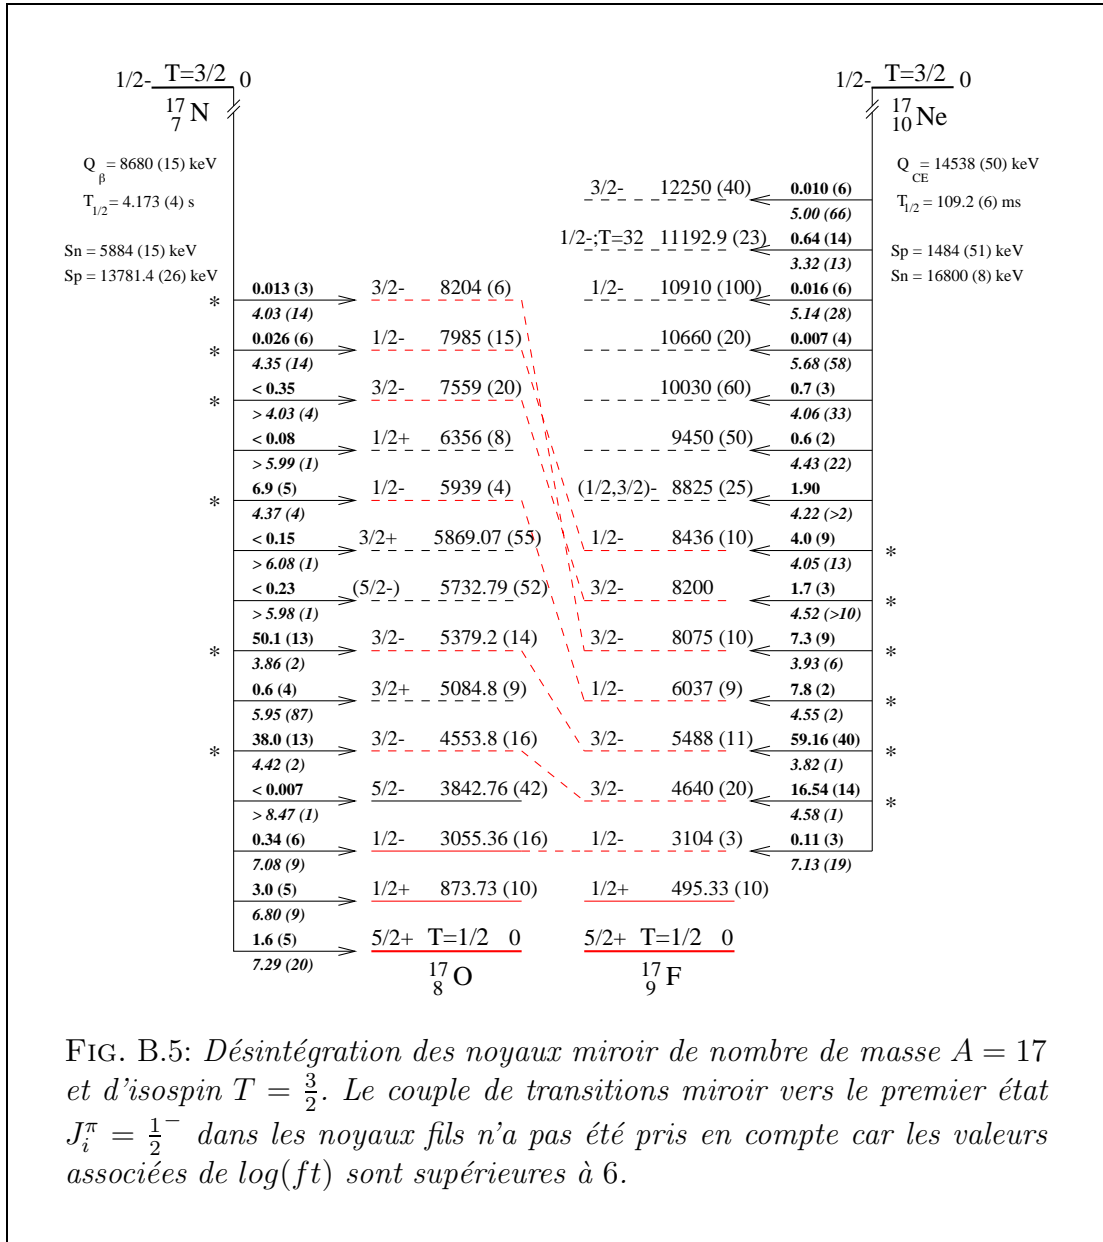 1/2- T=3/2 0
17 7 N
Q β = 8680 (15) keV
T 1/2 = 4.173 (4) s
Sn = 5884 (15) keV
Sp = 13781.4 (26) keV
1/2- T=3/2 0
17 10 Ne
Q CE = 14538 (50) keV
T 1/2 = 109.2 (6) ms
Sp = 1484 (51) keV
Sn = 16800 (8) keV
* 0.013 (3) 3/2- 8204 (6)
4.03 (14)
* 0.026 (6) 1/2- 7985 (15)
4.35 (14)
* < 0.35 3/2- 7559 (20)
> 4.03 (4)
< 0.08 1/2+ 6356 (8)
> 5.99 (1)
* 6.9 (5) 1/2- 5939 (4)
4.37 (4)
< 0.15 3/2+ 5869.07 (55)
> 6.08 (1)
< 0.23 (5/2-) 5732.79 (52)
> 5.98 (1)
* 50.1 (13) 3/2- 5379.2 (14)
3.86 (2)
0.6 (4) 3/2+ 5084.8 (9)
5.95 (87)
* 38.0 (13) 3/2- 4553.8 (16)
4.42 (2)
< 0.007 5/2- 3842.76 (42)
> 8.47 (1)
0.34 (6) 1/2- 3055.36 (16)
7.08 (9)
3.0 (5) 1/2+ 873.73 (10)
6.80 (9)
1.6 (5) 5/2+ T=1/2 0
7.29 (20)
17 8 O
3/2- 12250 (40) 0.010 (6)
5.00 (66)
1/2-;T=32 11192.9 (23) 0.64 (14)
3.32 (13)
1/2- 10910 (100) 0.016 (6)
5.14 (28)
10660 (20) 0.007 (4)
5.68 (58)
10030 (60) 0.7 (3)
4.06 (33)
9450 (50) 0.6 (2)
4.43 (22)
(1/2,3/2)- 8825 (25) 1.90
4.22 (>2)
1/2- 8436 (10) 4.0 (9) *
4.05 (13)
3/2- 8200 1.7 (3) *
4.52 (>10)
3/2- 8075 (10) 7.3 (9) *
3.93 (6)
1/2- 6037 (9) 7.8 (2) *
4.55 (2)
3/2- 5488 (11) 59.16 (40) *
3.82 (1)
3/2- 4640 (20) 16.54 (14) *
4.58 (1)
1/2- 3104 (3) 0.11 (3)
7.13 (19)
1/2+ 495.33 (10)
5/2+ T=1/2 0
17 9 F
FIG. B.5: Désintégration des noyaux miroir de nombre de masse A = 17
et d'isospin T = 3/2. Le couple de transitions miroir vers le premier état
J_i^π = 1/2^- dans les noyaux fils n'a pas été pris en compte car les valeurs
associées de log(ft) sont supérieures à 6.